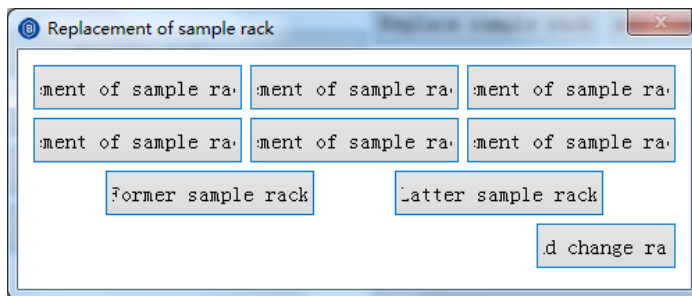 Replacement of sample rack
ment of sample ra
ment of sample ra
ment of sample ra
ment of sample ra
ment of sample ra
ment of sample ra
Former sample rack
Latter sample rack
d change ra